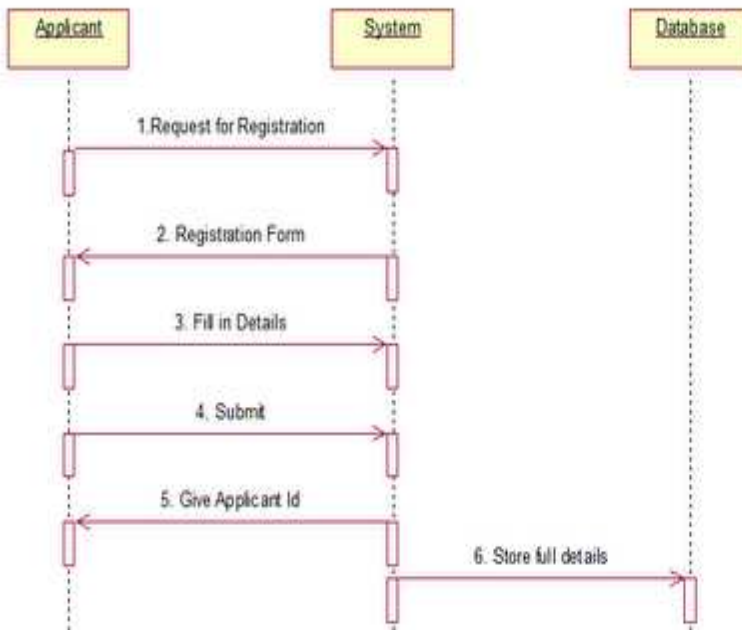 Applicant
System
Database
1.Request for Registration
2. Registration Form
3. Fill in Details
4. Submit
5. Give Applicant Id
6. Store full details